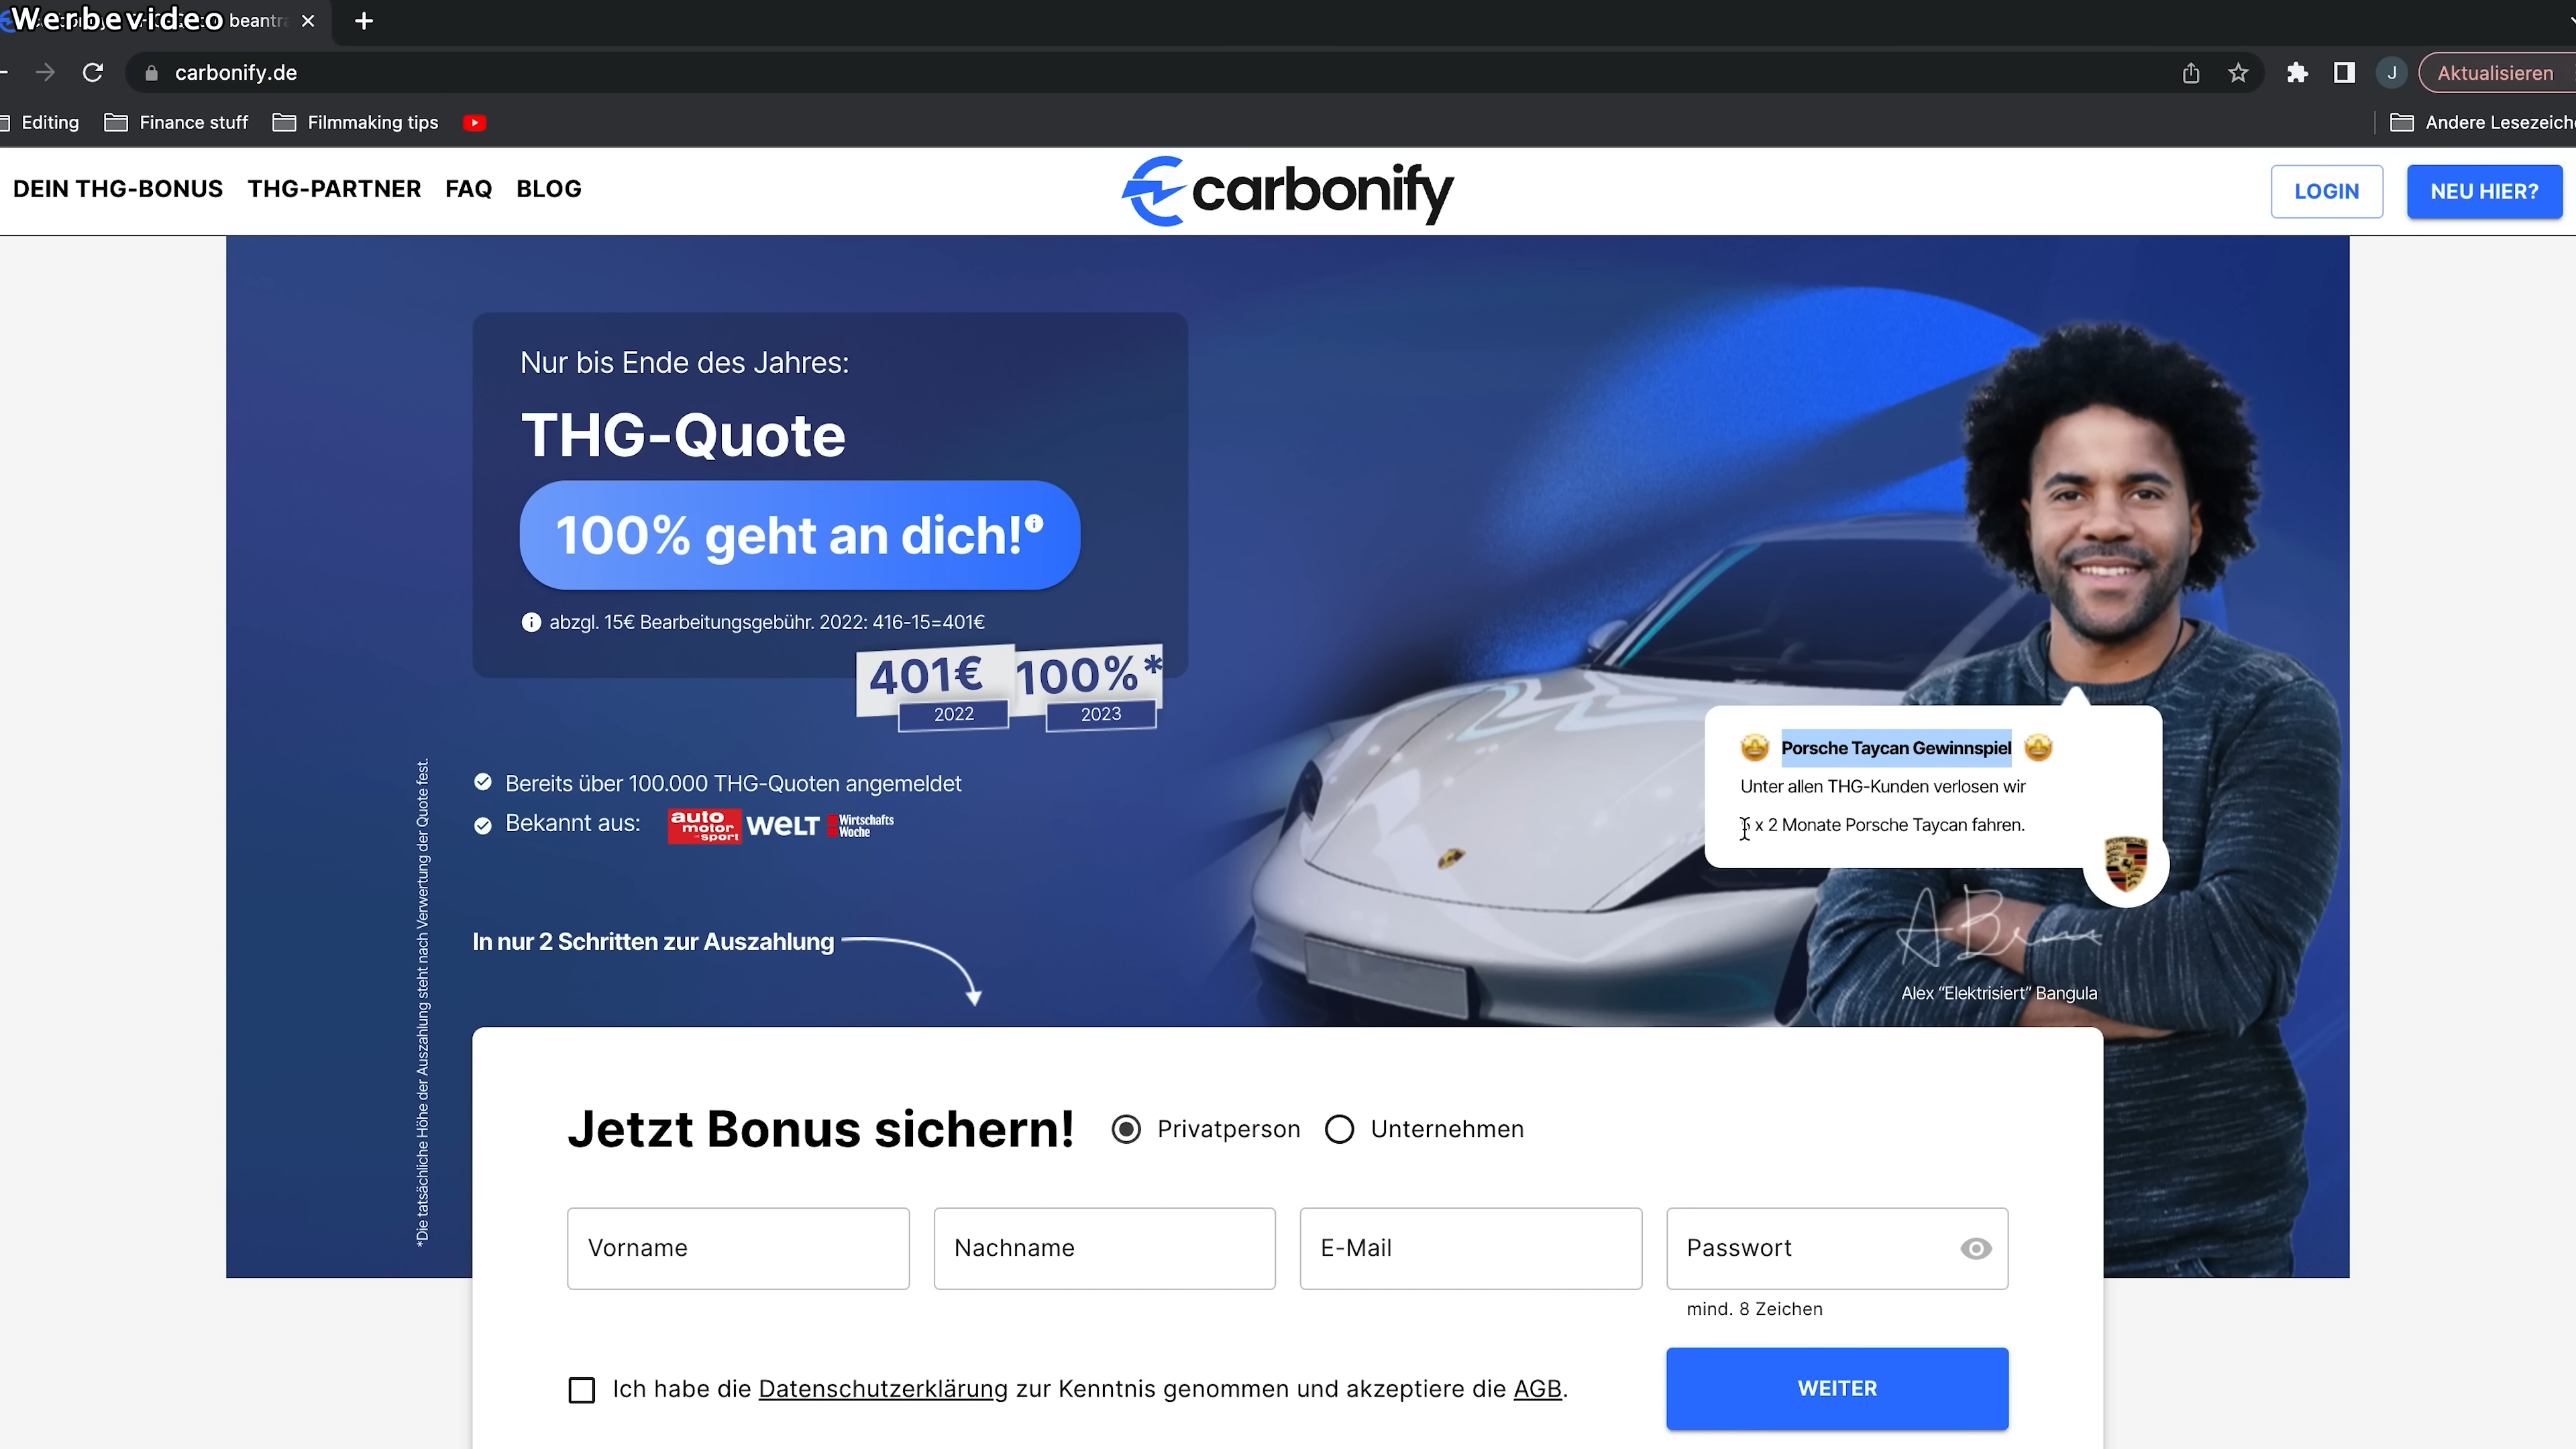 Werbevideo
beantra
carbonify.de
Aktualisieren
Editing
Finance stuff
Filmmaking tips
Andere Lesezeich
DEIN THG-BONUS
THG-PARTNER
FAQ
BLOG
carbonify
LOGIN
NEU HIER?
Nur bis Ende des Jahres:
THG-Quote
100% geht an dich!
abzgl. 15€ Bearbeitungsgebühr. 2022: 416-15=401€
401€
2022
100%*
2023
Bereits über 100.000 THG-Quoten angemeldet
Bekannt aus:
auto motor sport
WELT
Wirtschafts Woche
In nur 2 Schritten zur Auszahlung
*Die tatsächliche Höhe der Auszahlung steht nach Verwertung der Quote fest.
Porsche Taycan Gewinnspiel
Unter allen THG-Kunden verlosen wir
x 2 Monate Porsche Taycan fahren.
Alex “Elektrisiert” Bangula
Jetzt Bonus sichern!
Privatperson
Unternehmen
Vorname
Nachname
E-Mail
Passwort
mind. 8 Zeichen
Ich habe die Datenschutzerklärung zur Kenntnis genommen und akzeptiere die AGB.
WEITER